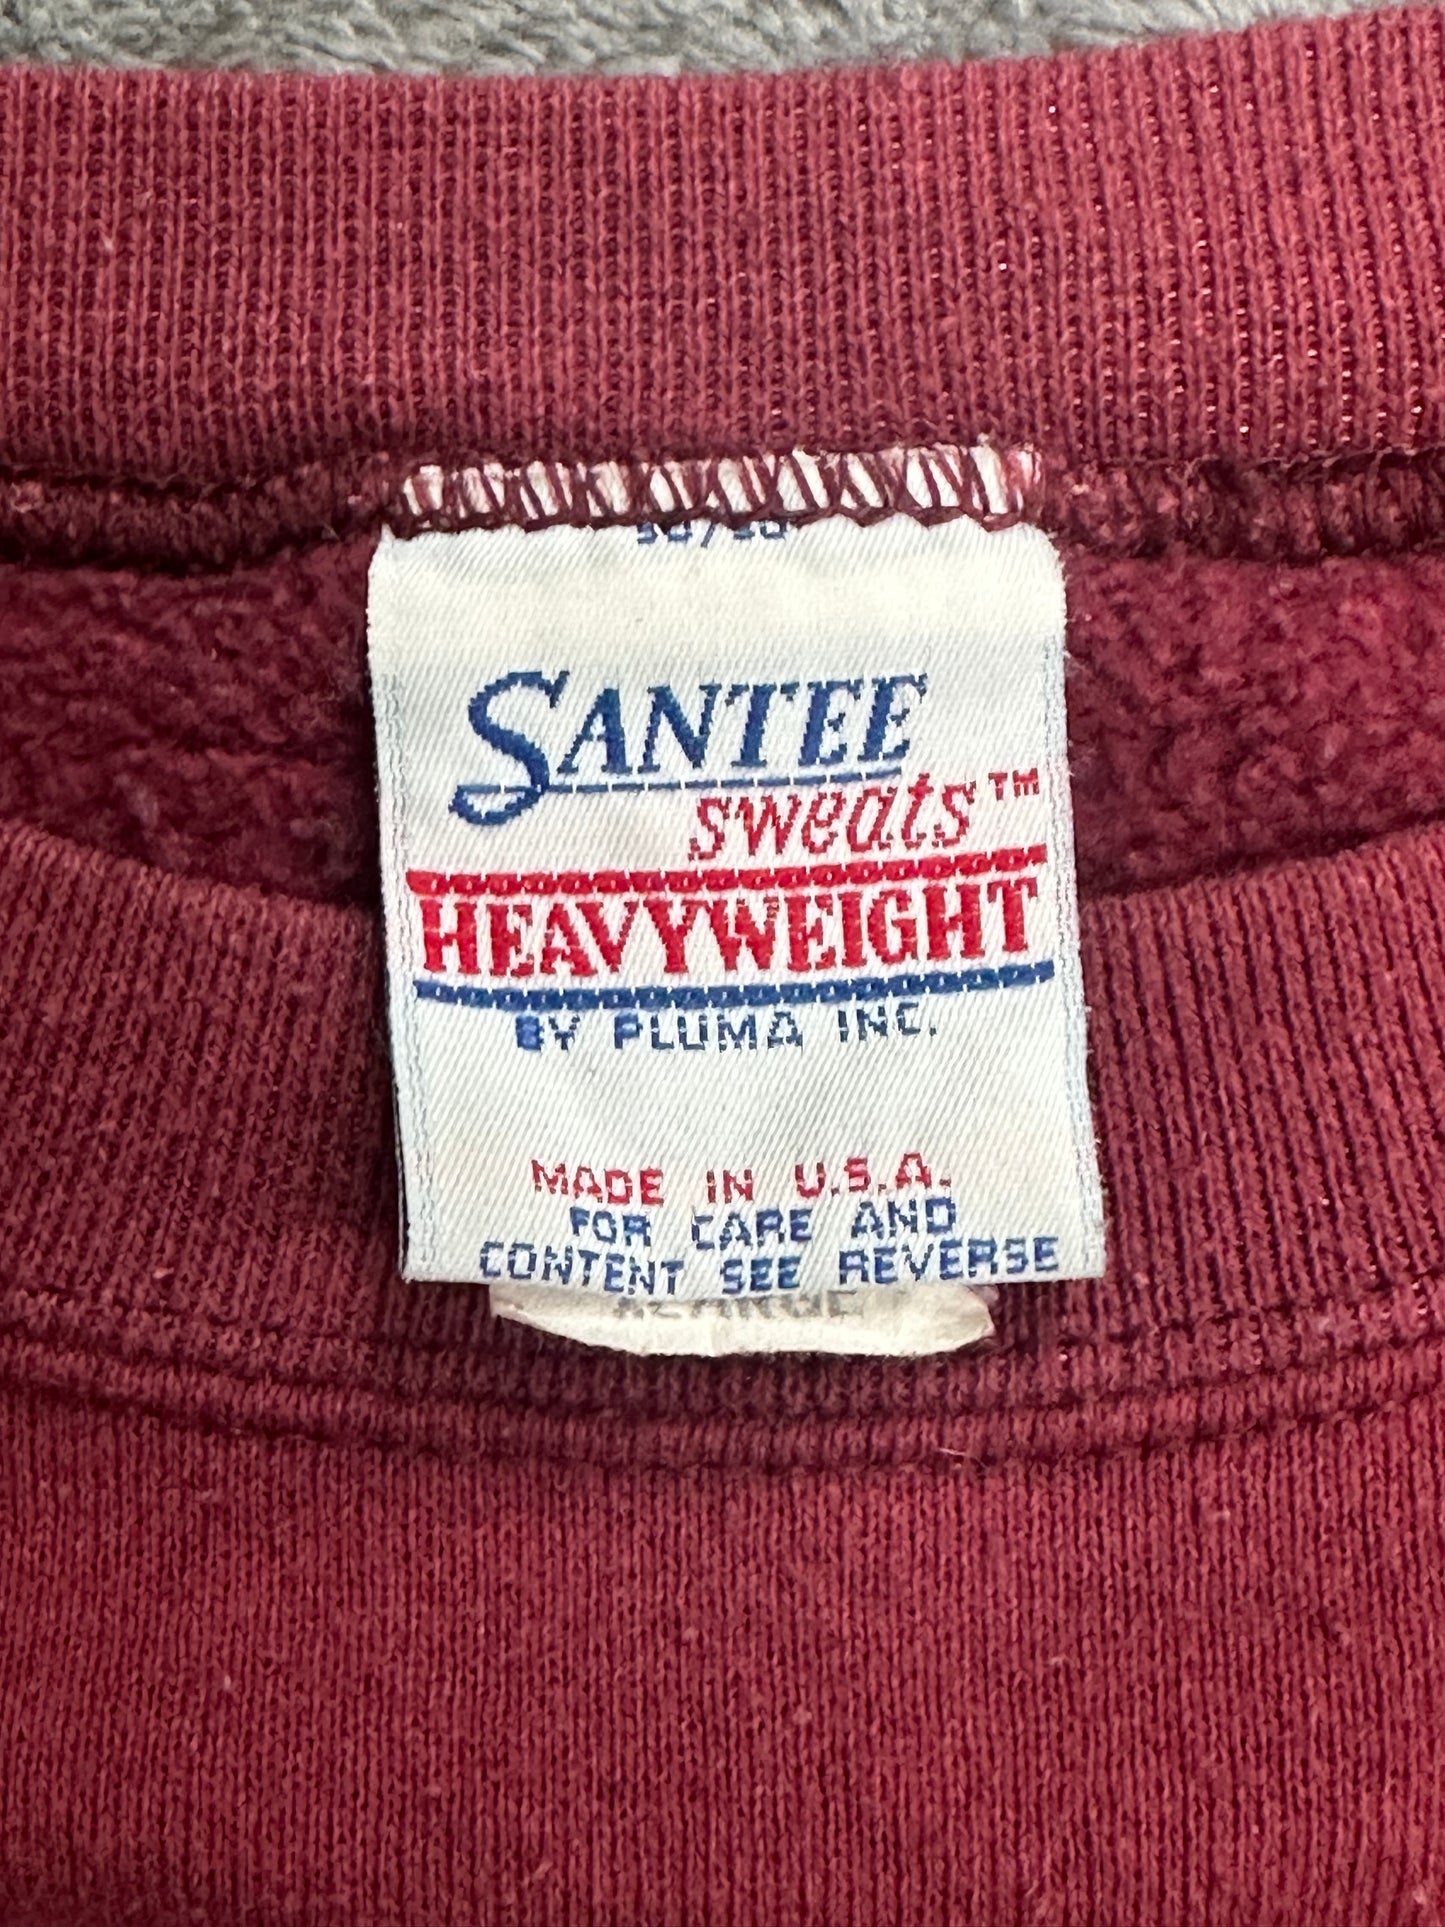 SANTEE
sweats™
HEAVYWEIGHT
BY PLUMA INC.
MADE IN U.S.A.
FOR CARE AND
CONTENT SEE REVERSE